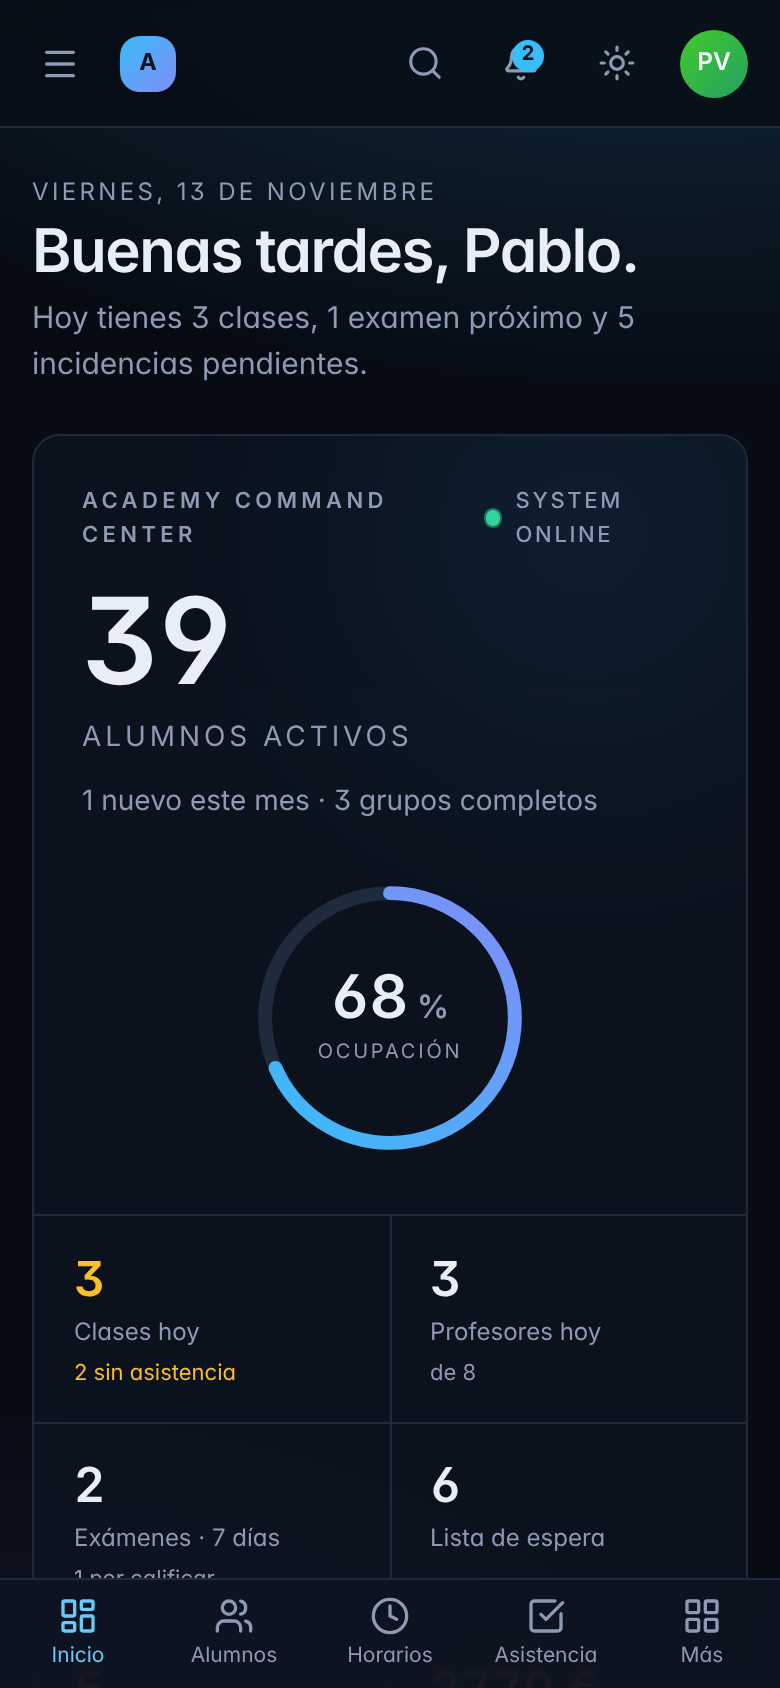 A
2
PV
VIERNES, 13 DE NOVIEMBRE
Buenas tardes, Pablo.
Hoy tienes 3 clases, 1 examen próximo y 5
incidencias pendientes.
ACADEMY COMMAND
CENTER
SYSTEM
ONLINE
39
ALUMNOS ACTIVOS
1 nuevo este mes · 3 grupos completos
68 %
OCUPACIÓN
3
Clases hoy
2 sin asistencia
3
Profesores hoy
de 8
2
Exámenes · 7 días
1 por calificar
6
Lista de espera
Inicio
Alumnos
Horarios
Asistencia
Más